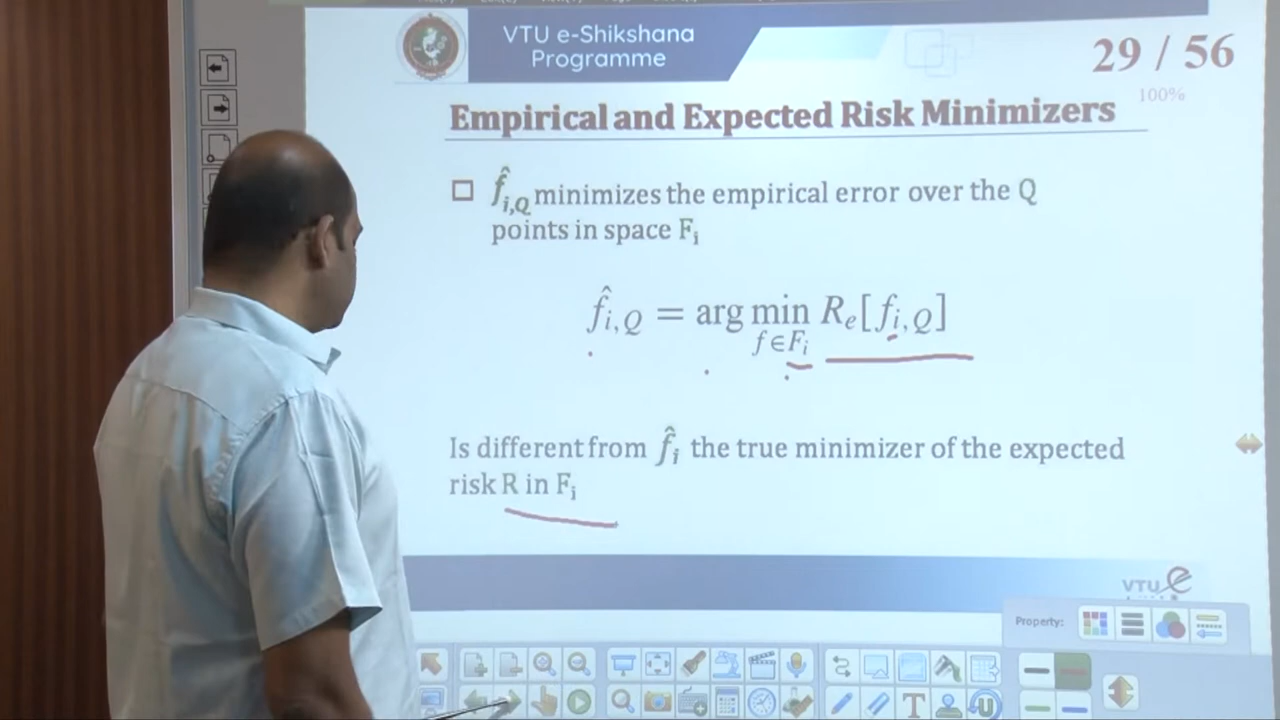 VTU e-Shikshana
Programme
29 / 56
100%
Empirical and Expected Risk Minimizers
f̂i,Q minimizes the empirical error over the Q
points in space Fi
f̂i,Q = arg min Re[fi,Q]
f∈Fi
Is different from f̂i the true minimizer of the expected
risk R in Fi
VTU e
Property: